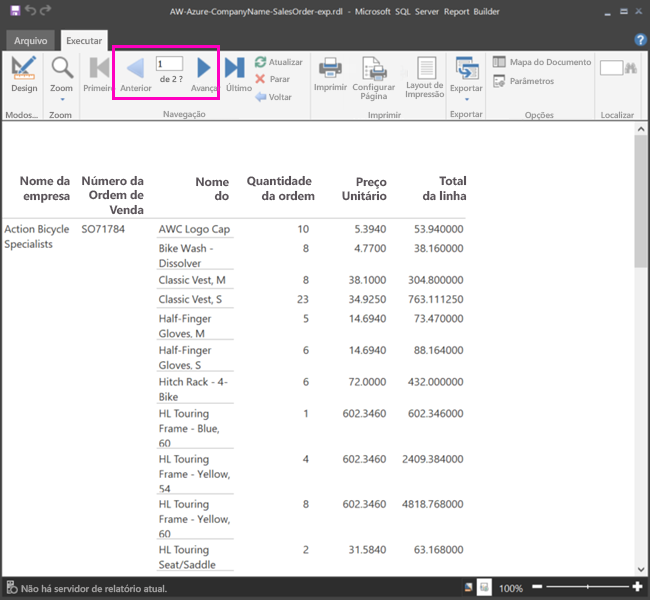 AW-Azure-CompanyName-SalesOrder-exp.rdl - Microsoft SQL Server Report Builder
Arquivo Executar
1
de 2 ?
Design Zoom Primeir Anterior Avança Último
Atualizar
Parar
Voltar
Imprimir Configurar Página Layout de Impressão Exportar
Mapa do Documento
Parâmetros
Modos... Zoom Navegação Imprimir Exportar Opções Localizar
Nome da empresa
Número da Ordem de Venda
Nome do
Quantidade da ordem
Preço Unitário
Total da linha
Action Bicycle Specialists
SO71784
AWC Logo Cap 10 5.3940 53.940000
Bike Wash - 8 4.7700 38.160000
Dissolver
Classic Vest, M 8 38.1000 304.800000
Classic Vest, S 23 34.9250 763.111250
Half-Finger 5 14.6940 73.470000
Gloves, M
Half-Finger 6 14.6940 88.164000
Gloves, S
Hitch Rack - 4- 6 72.0000 432.000000
Bike
HL Touring 1 602.3460 602.346000
Frame - Blue,
60
HL Touring 4 602.3460 2409.384000
Frame - Yellow,
54
HL Touring 8 602.3460 4818.768000
Frame - Yellow,
60
HL Touring 2 31.5840 63.168000
Seat/Saddle
Não há servidor de relatório atual.
100%